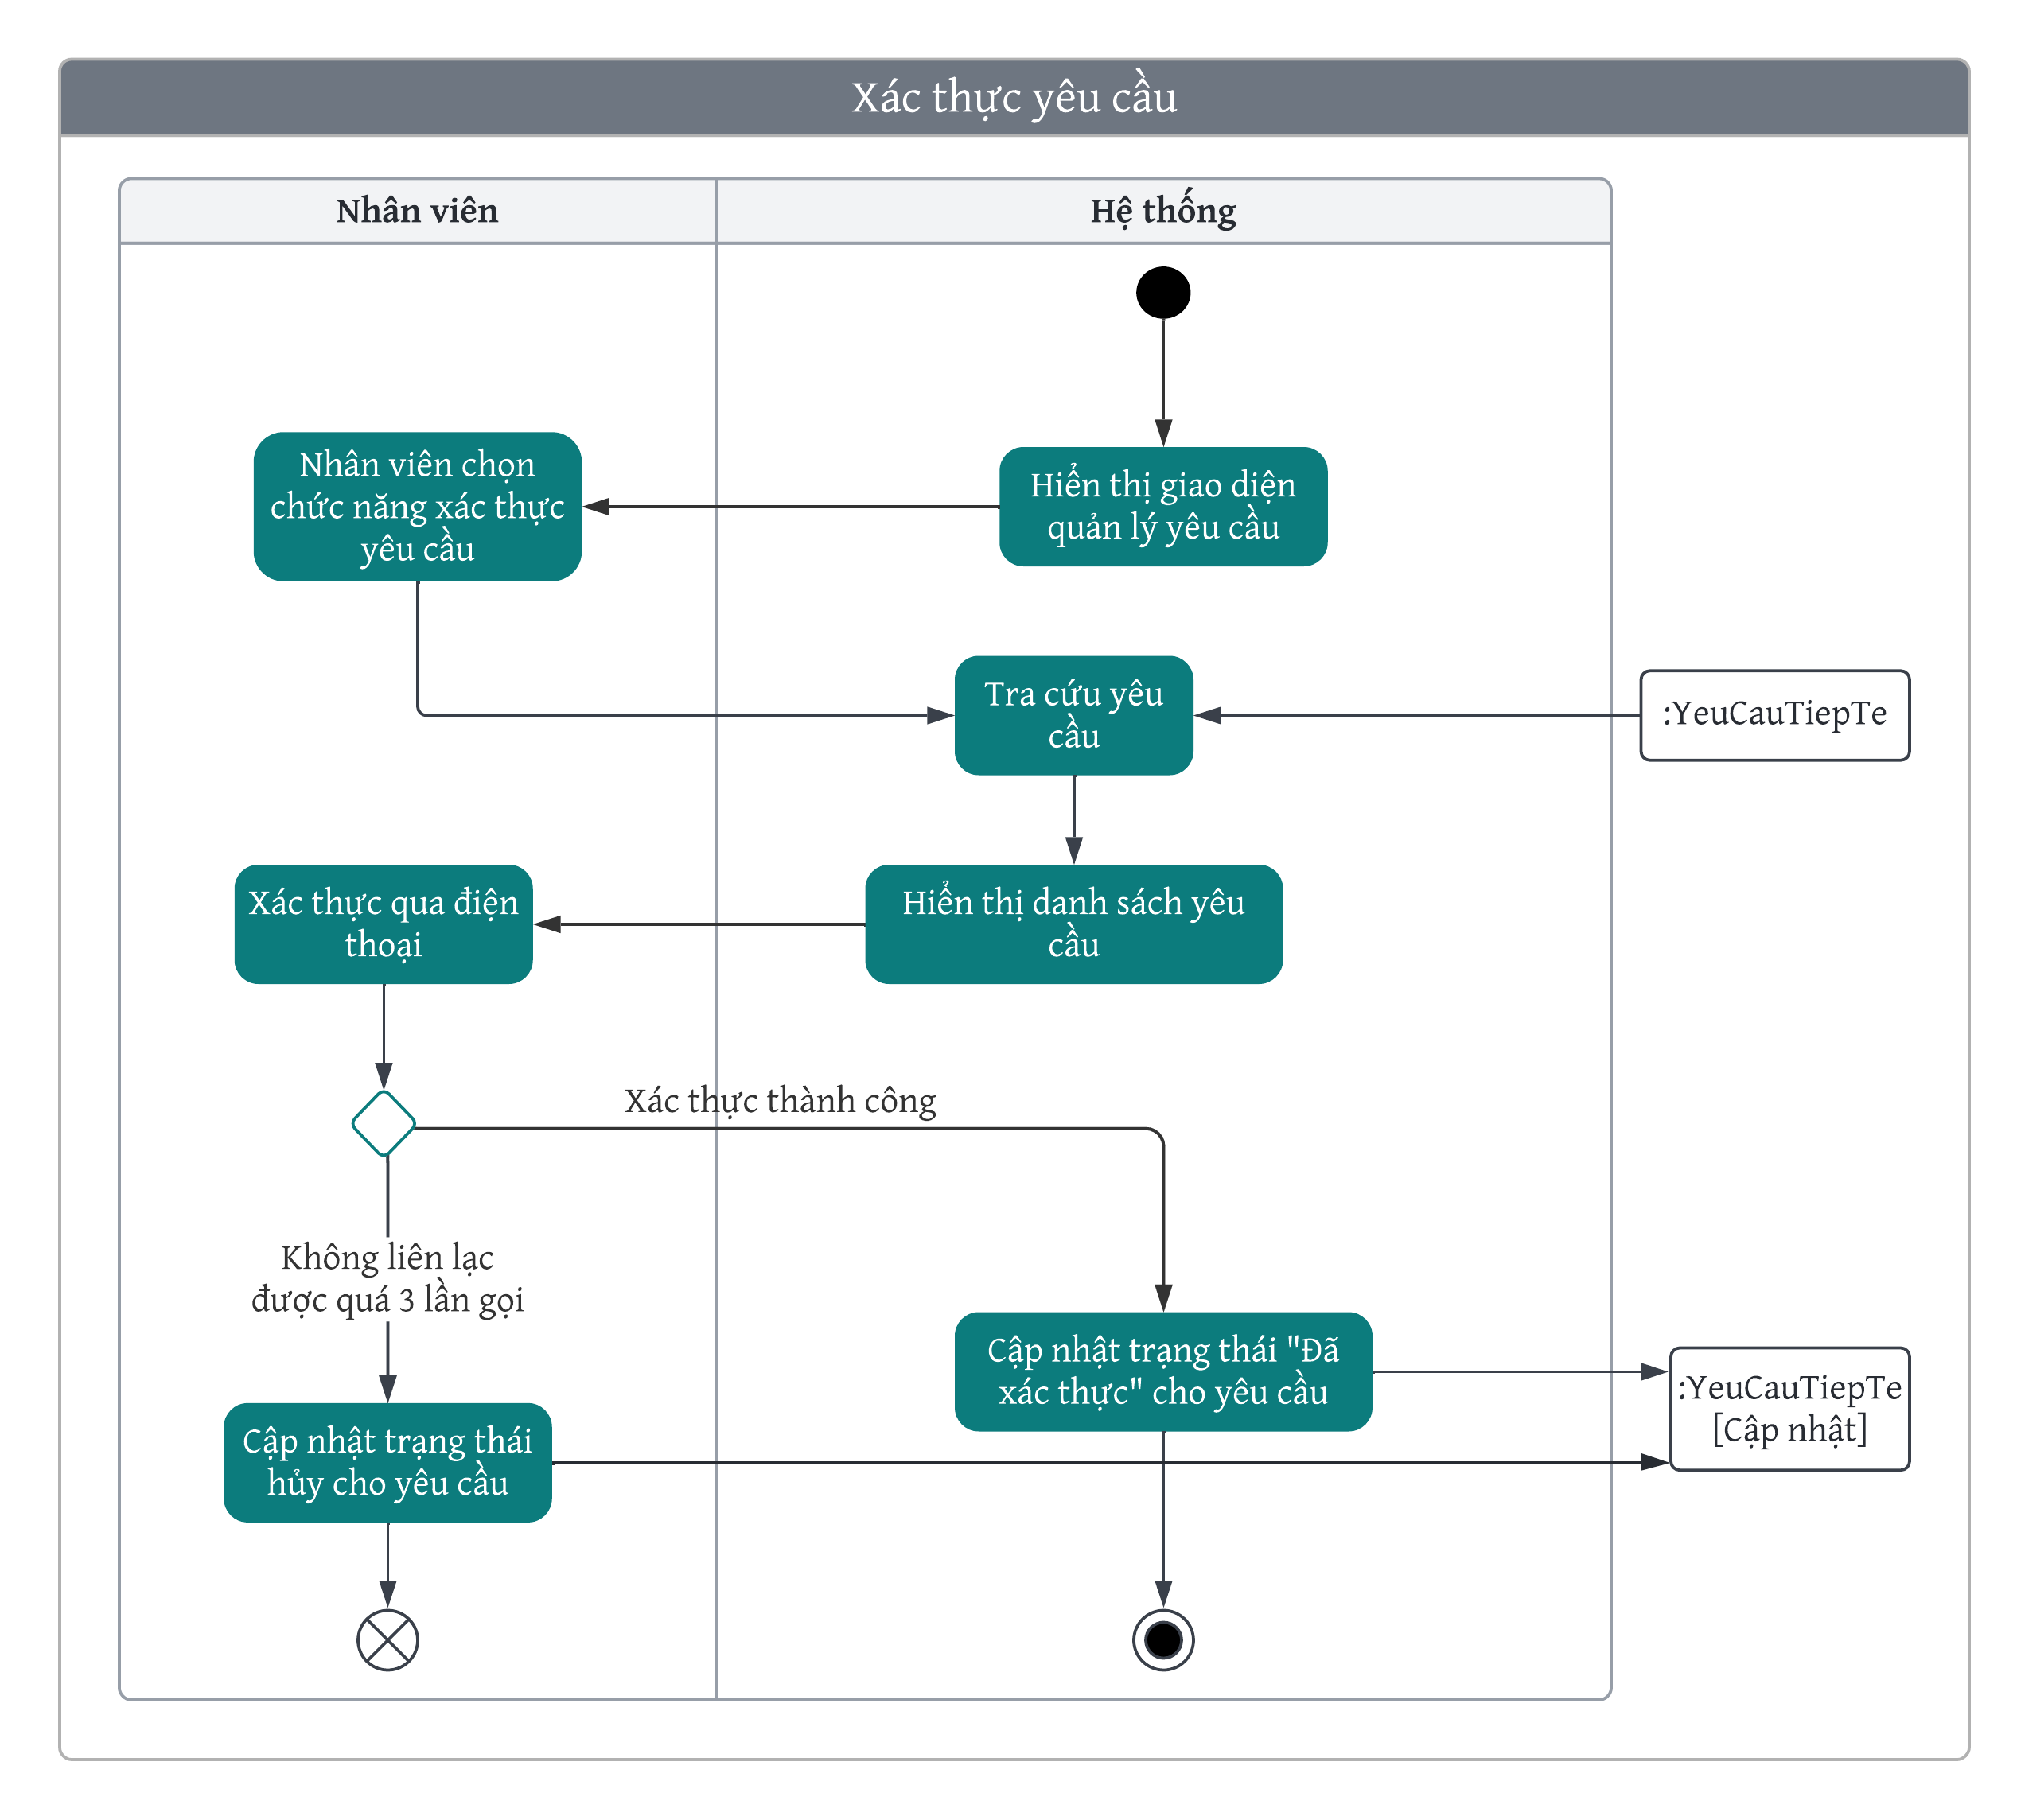 Xác thực yêu cầu
Nhân viên
Hệ thống
Nhân viên chọn
chức năng xác thực
yêu cầu
Hiển thị giao diện
quản lý yêu cầu
Tra cứu yêu
cầu
:YeuCauTiepTe
Xác thực qua điện
thoại
Hiển thị danh sách yêu
cầu
Xác thực thành công
Không liên lạc
được quá 3 lần gọi
Cập nhật trạng thái "Đã
xác thực" cho yêu cầu
:YeuCauTiepTe
[Cập nhật]
Cập nhật trạng thái
hủy cho yêu cầu